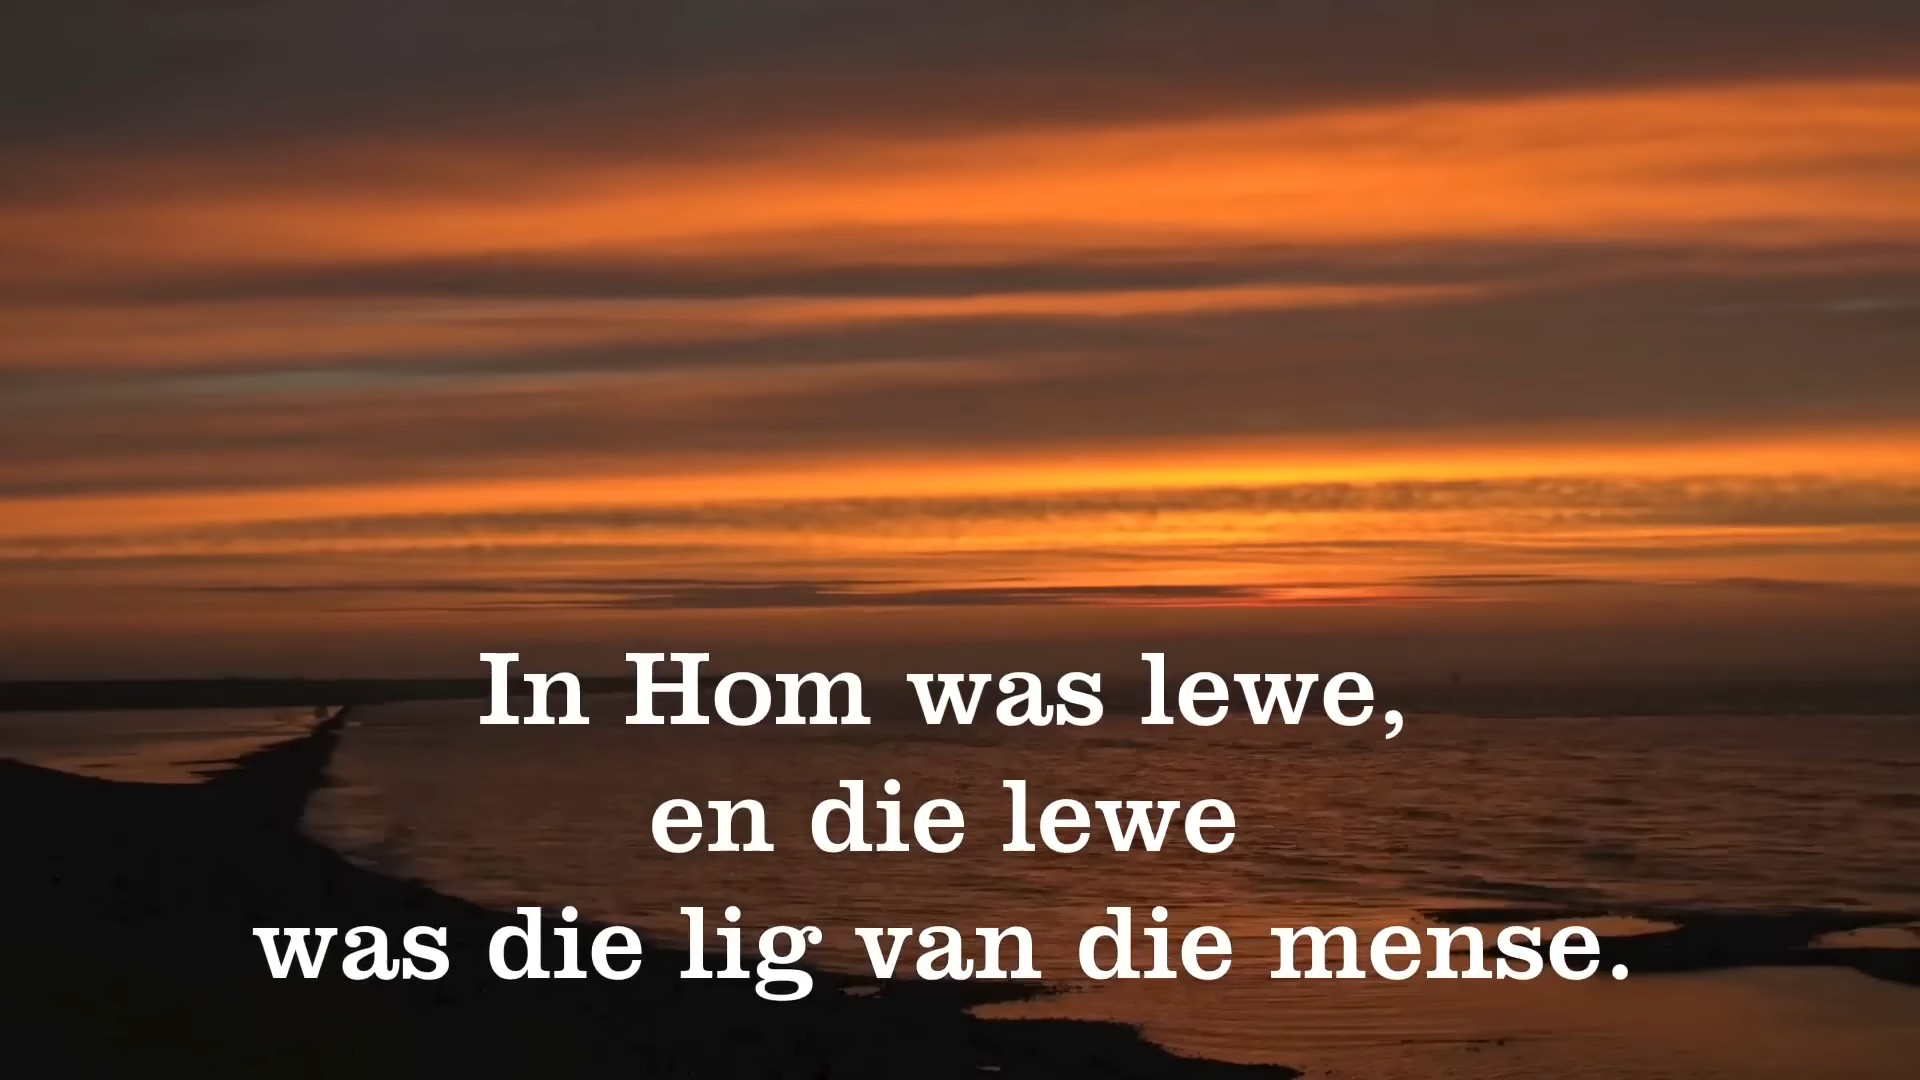 In Hom was lewe,
en die lewe
was die lig van die mense.